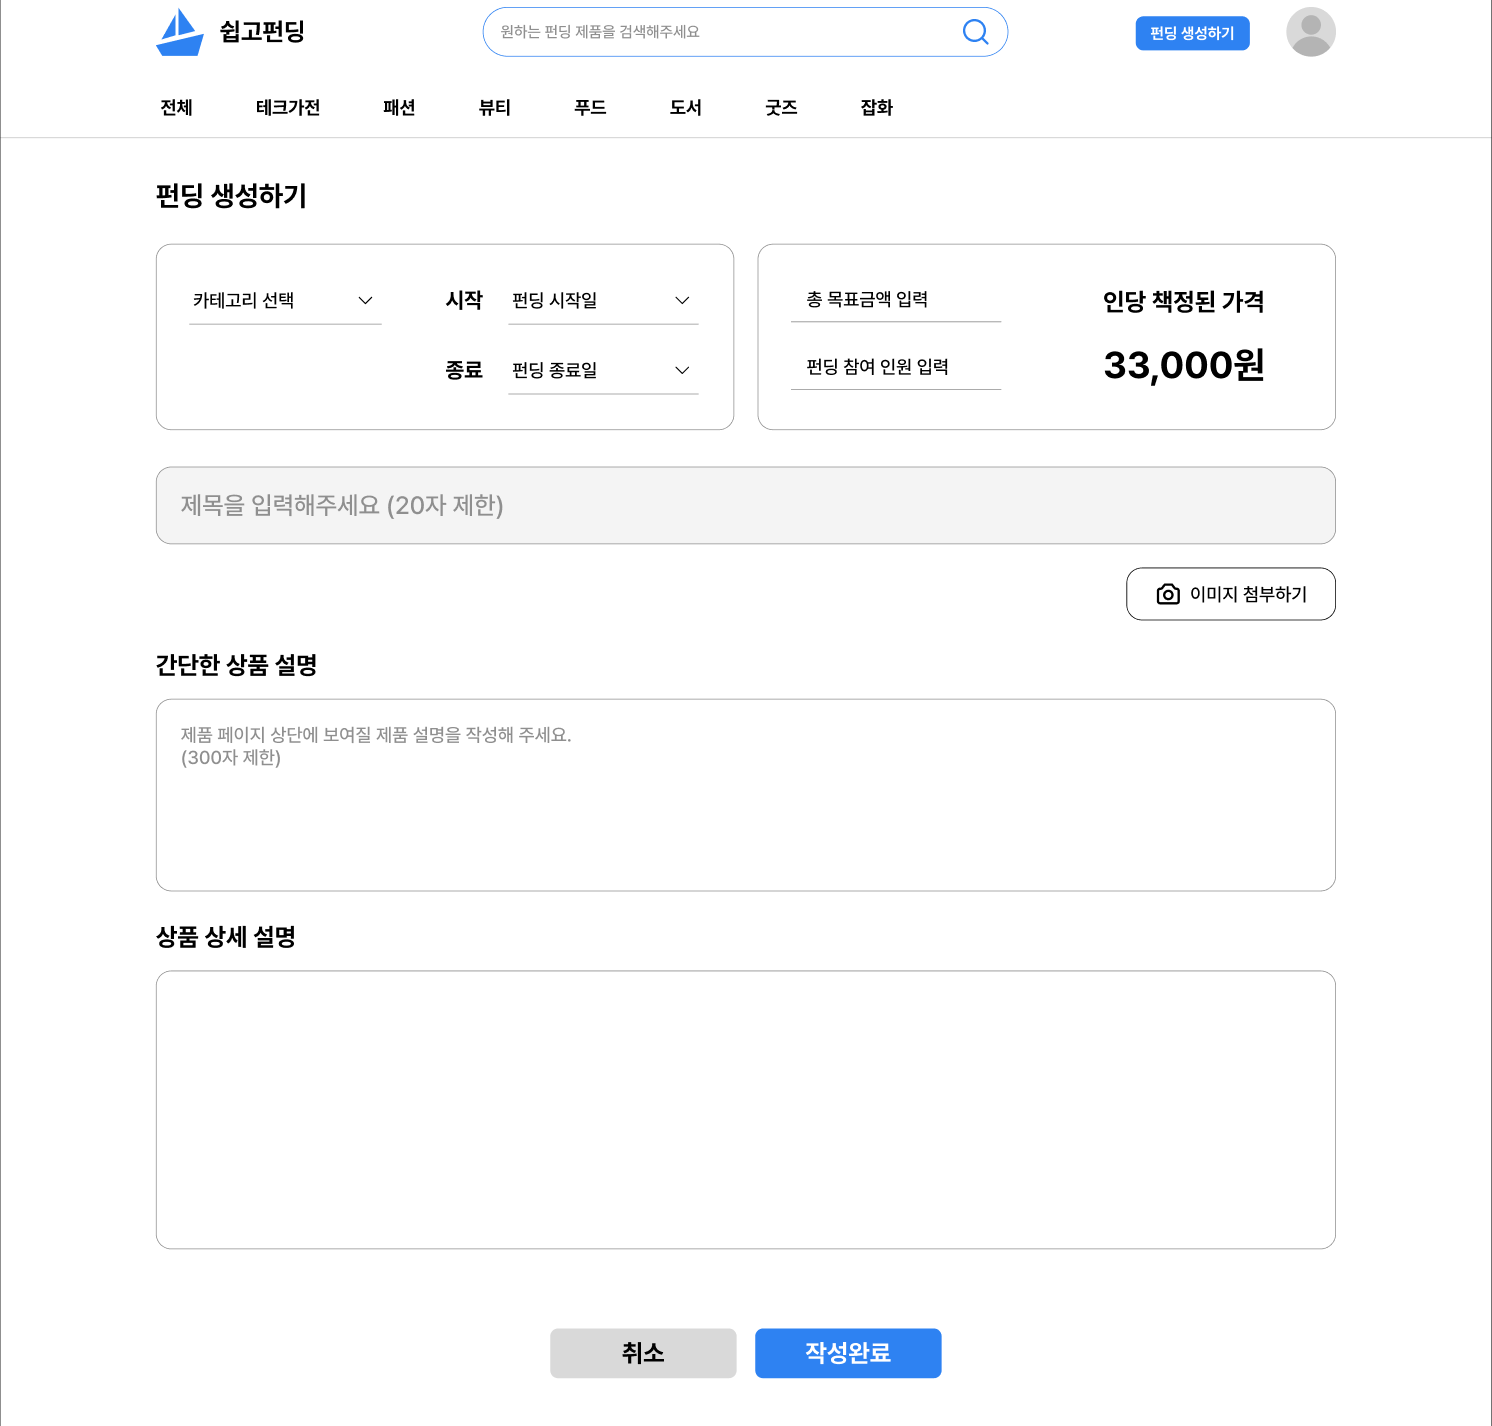 쉽고펀딩
원하는 펀딩 제품을 검색해주세요
펀딩 생성하기
전체
테크가전
패션
뷰티
푸드
도서
굿즈
잡화
펀딩 생성하기
카테고리 선택
시작
펀딩 시작일
종료
펀딩 종료일
총 목표금액 입력
펀딩 참여 인원 입력
인당 책정된 가격
33,000원
제목을 입력해주세요 (20자 제한)
이미지 첨부하기
간단한 상품 설명
제품 페이지 상단에 보여질 제품 설명을 작성해 주세요.
(300자 제한)
상품 상세 설명
취소
작성완료